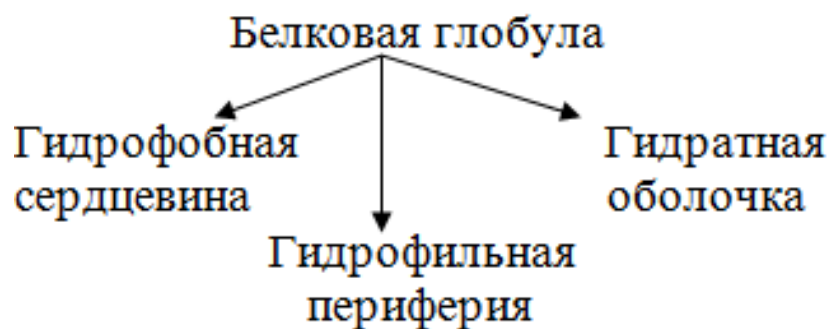 Белковая глобула
Гидрофобная
сердцевина
Гидратная
оболочка
Гидрофильная
периферия